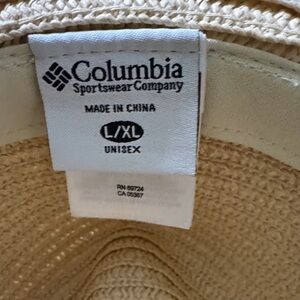 Columbia
Sportswear Company
MADE IN CHINA
L/XL
UNISEX
RN 69724
CA 05367